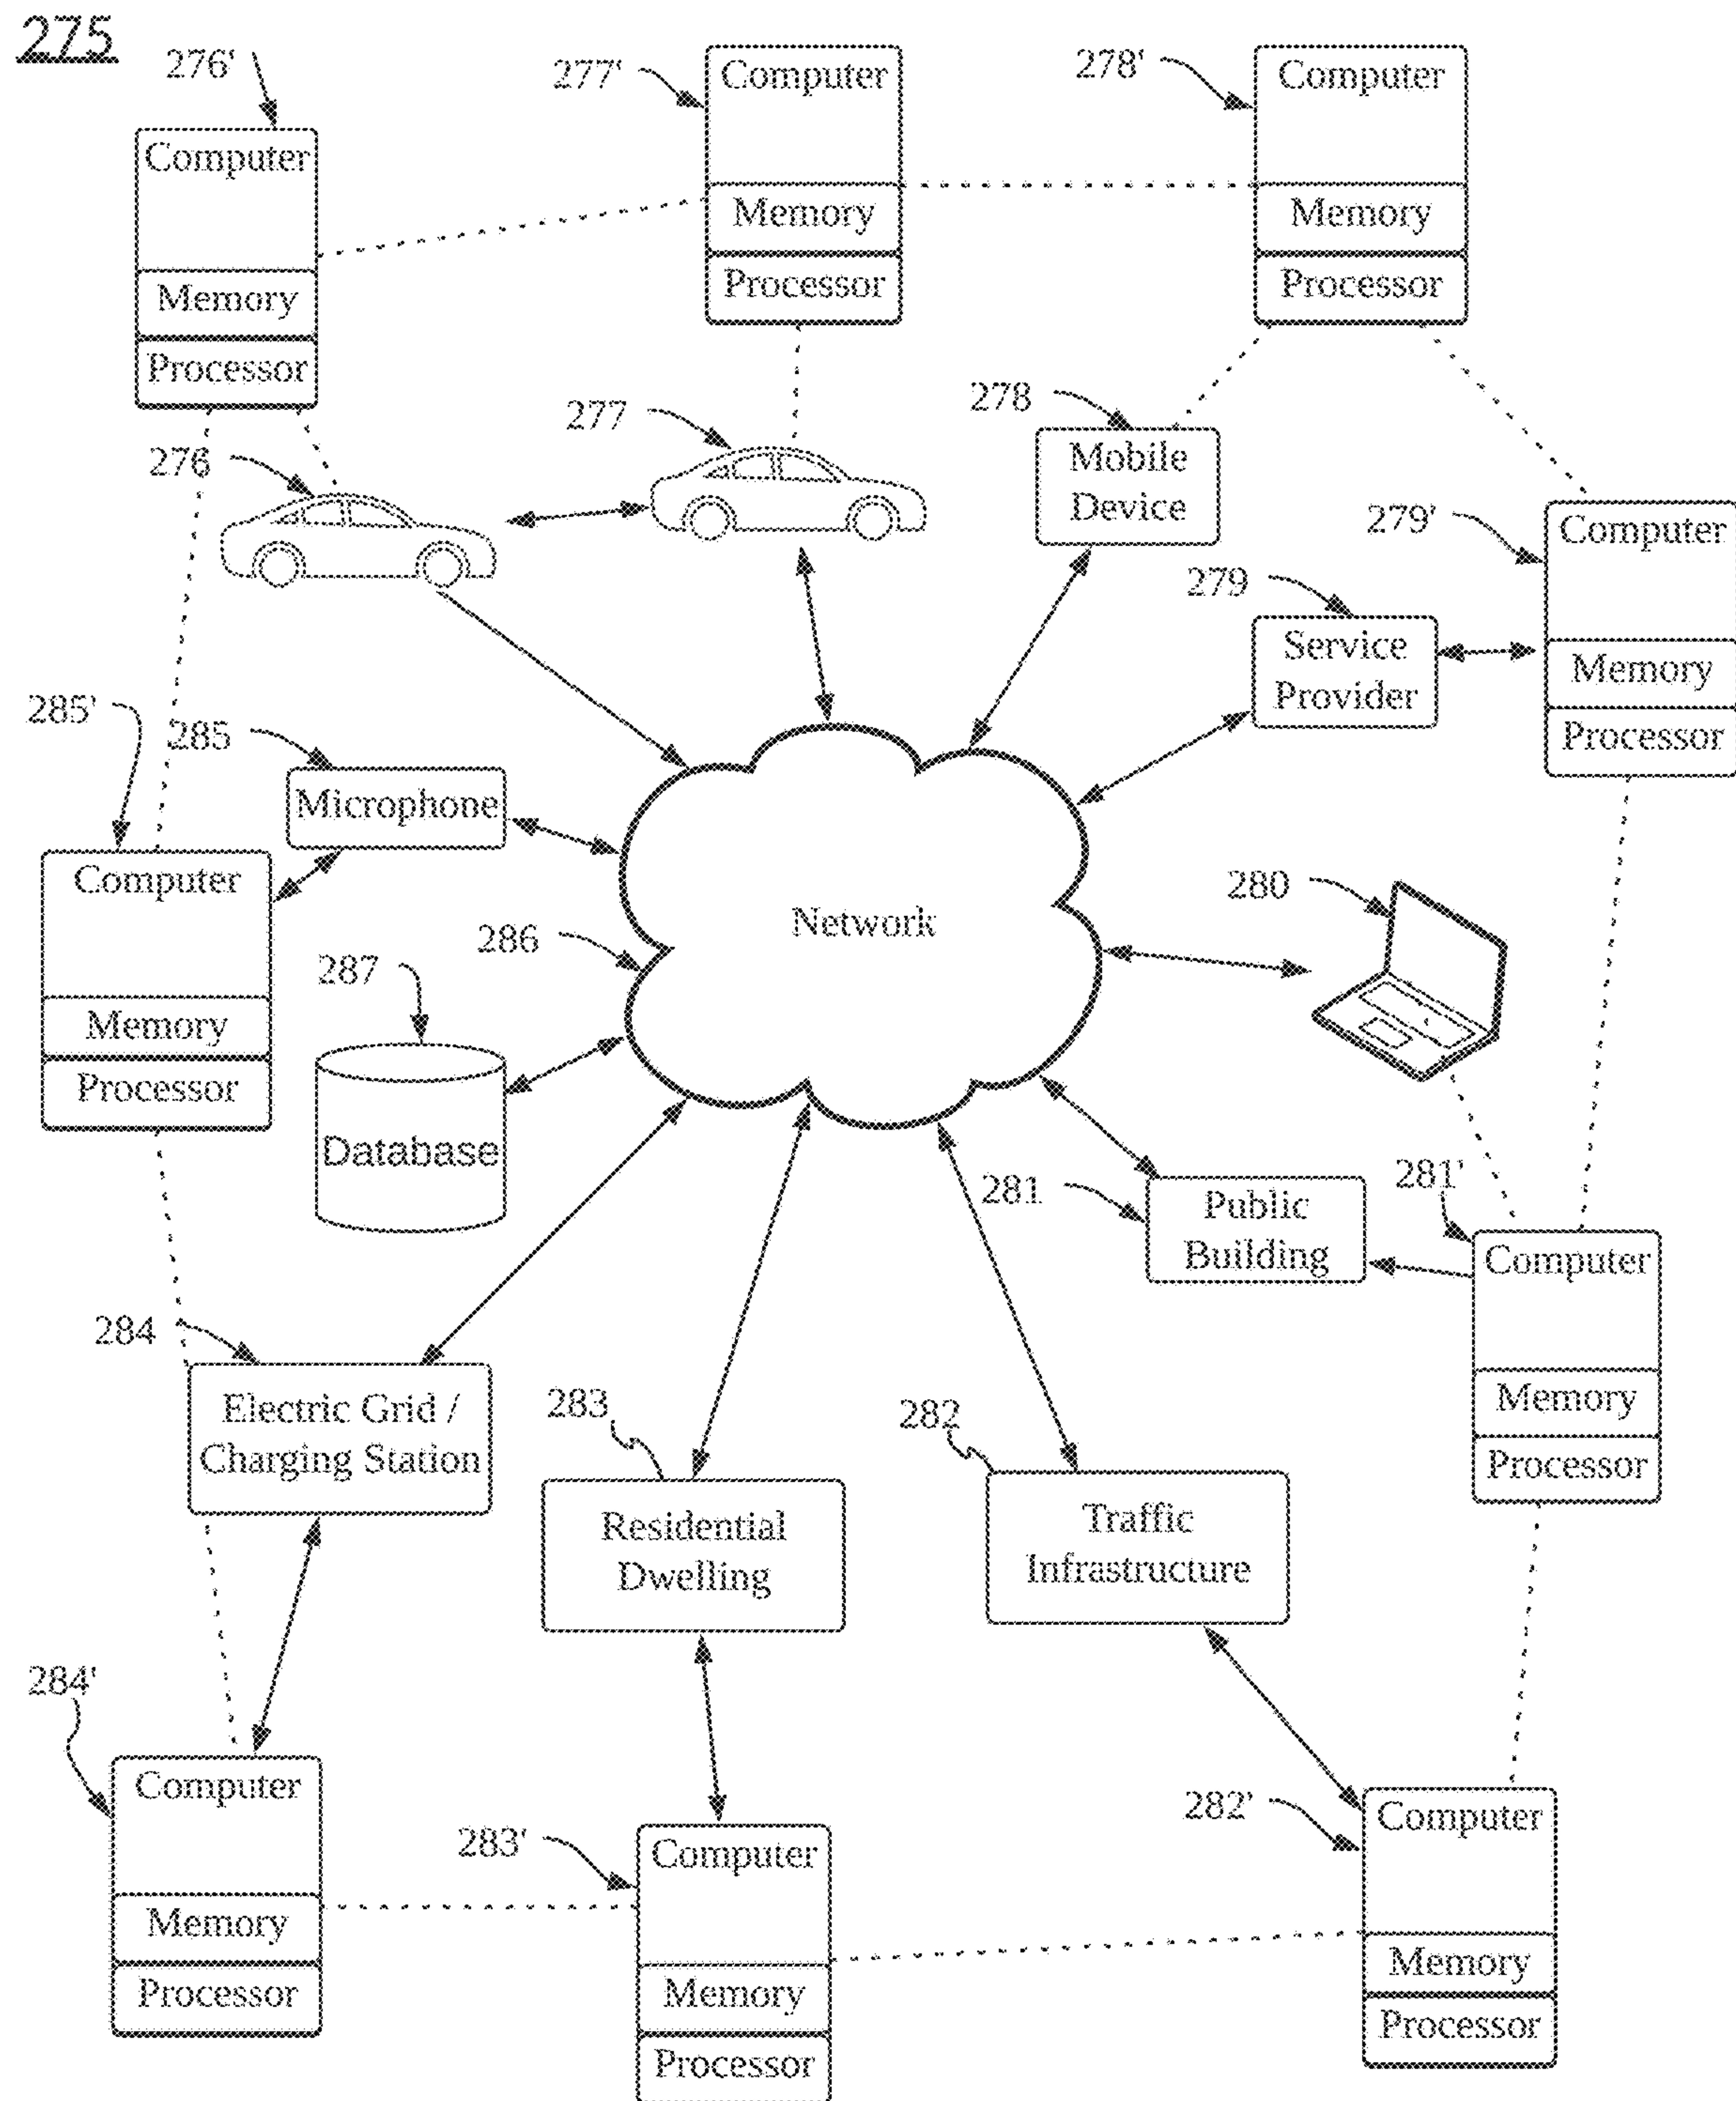 275
276'
277'
278'
Computer
Memory
Processor
Computer
Memory
Processor
Computer
Memory
Processor
276
277
278
Mobile
Device
279'
Computer
Memory
Processor
279
Service
Provider
285'
285
Microphone
Computer
Memory
Processor
Network
280
286
287
Database
281
Public
Building
281'
Computer
Memory
Processor
284
Electric Grid /
Charging Station
283
Residential
Dwelling
282
Traffic
Infrastructure
284'
Computer
Memory
Processor
283'
Computer
Memory
Processor
282'
Computer
Memory
Processor